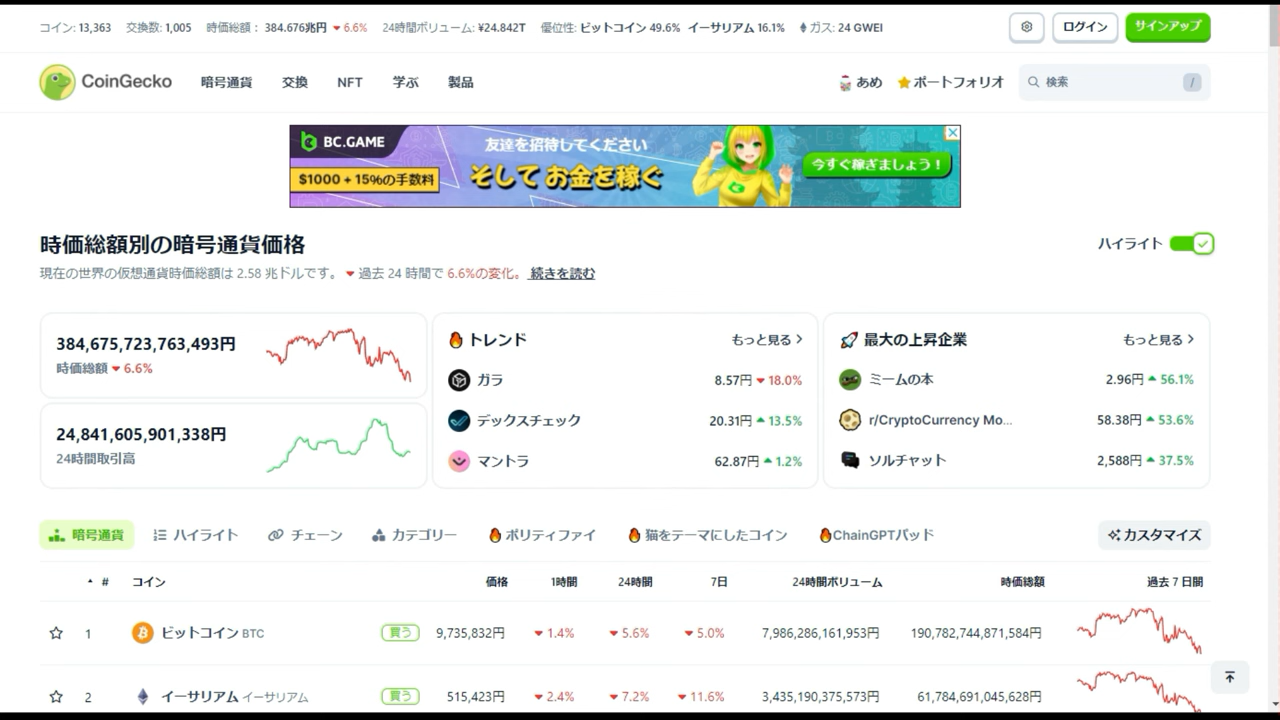 コイン: 13,363 交換数: 1,005 時価総額： 384.676兆円 6.6% 24時間ボリューム: ¥24.842T 優位性: ビットコイン 49.6% イーサリアム 16.1% ガス: 24 GWEI ログイン サインアップ
CoinGecko 暗号通貨 交換 NFT 学ぶ 製品 あめ ポートフォリオ 検索 /
BC.GAME
$1000 + 15%の手数料
友達を招待してください
そして お金を稼ぐ
今すぐ稼ぎましょう！
時価総額別の暗号通貨価格
ハイライト
現在の世界の仮想通貨時価総額は 2.58 兆ドルです。 過去 24 時間で 6.6%の変化。 続きを読む
384,675,723,763,493円
時価総額 6.6%
24,841,605,901,338円
24時間取引高
トレンド もっと見る
ガラ 8.57円 18.0%
デックスチェック 20.31円 13.5%
マントラ 62.87円 1.2%
最大の上昇企業 もっと見る
ミームの本 2.96円 56.1%
r/CryptoCurrency Mo... 58.38円 53.6%
ソルチャット 2,588円 37.5%
暗号通貨 ハイライト チェーン カテゴリー ポリティファイ 猫をテーマにしたコイン ChainGPTパッド カスタマイズ
# コイン 価格 1時間 24時間 7日 24時間ボリューム 時価総額 過去 7 日間
1 ビットコイン BTC 買う 9,735,832円 1.4% 5.6% 5.0% 7,986,286,161,953円 190,782,744,871,584円
2 イーサリアム イーサリアム 買う 515,423円 2.4% 7.2% 11.6% 3,435,190,375,573円 61,784,691,045,628円